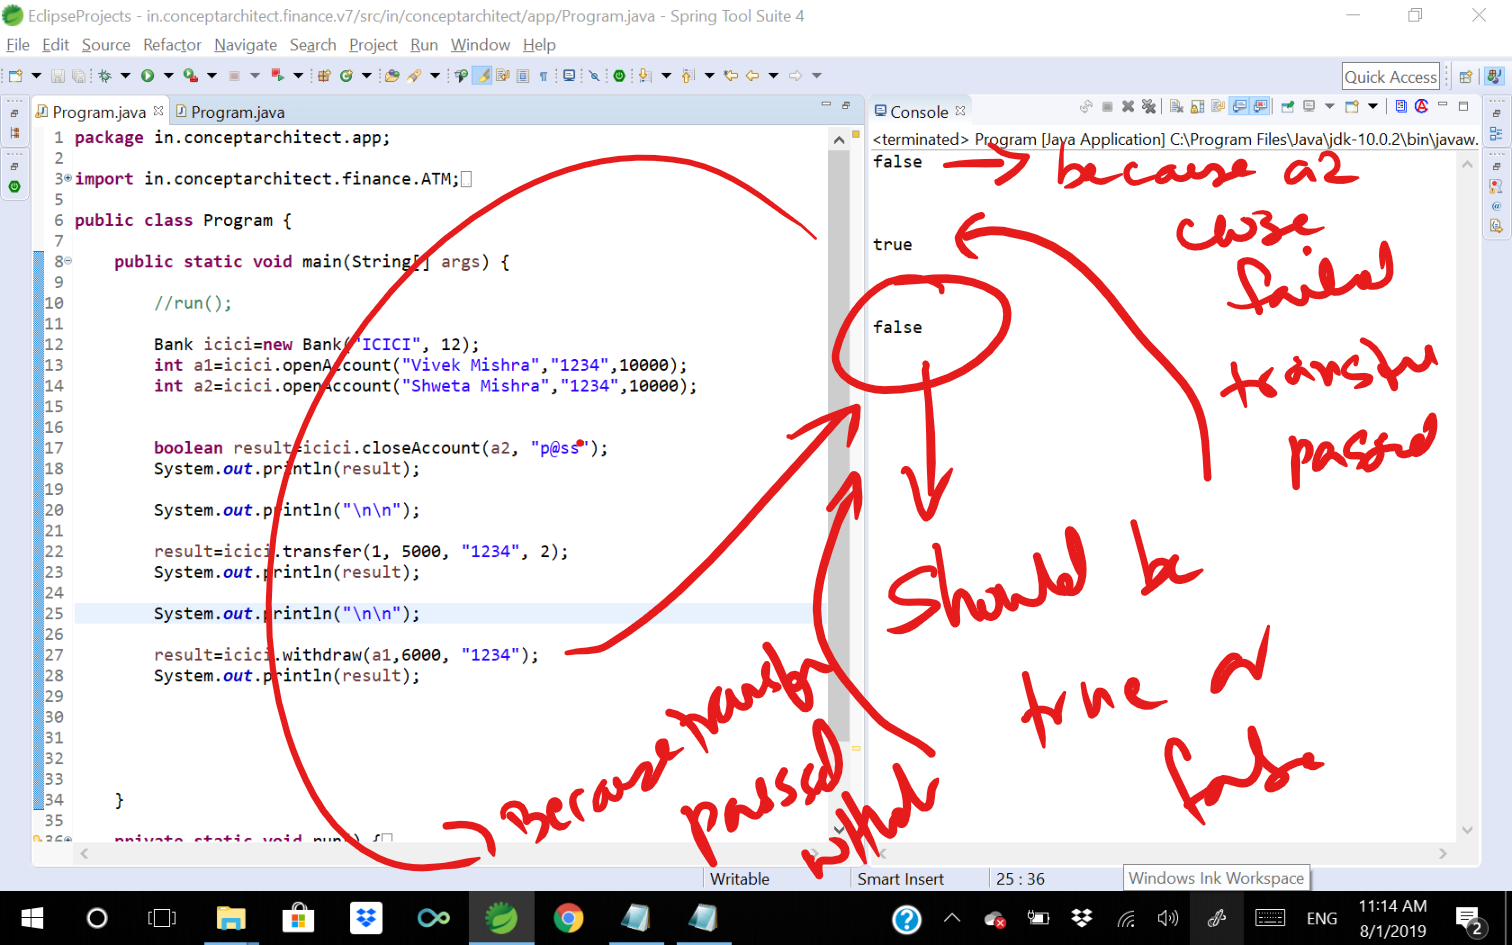 EclipseProjects - in.conceptarchitect.finance.v7/src/in/conceptarchitect/app/Program.java - Spring Tool Suite 4
File Edit Source Refactor Navigate Search Project Run Window Help
Quick Access
Program.java Program.java
1 package in.conceptarchitect.app;
2
3 import in.conceptarchitect.finance.ATM;
5
6 public class Program {
7
8 public static void main(String[] args) {
9
10 //run();
11
12 Bank icici=new Bank("ICICI", 12);
13 int a1=icici.openAccount("Vivek Mishra","1234",10000);
14 int a2=icici.openAccount("Shweta Mishra","1234",10000);
15
16
17 boolean result=icici.closeAccount(a2, "p@ss");
18 System.out.println(result);
19
20 System.out.println("\n\n");
21
22 result=icici.transfer(1, 5000, "1234", 2);
23 System.out.println(result);
24
25 System.out.println("\n\n");
26
27 result=icici.withdraw(a1,6000, "1234");
28 System.out.println(result);
29
30
31
32
33
34 }
35
36 private static void run() {
Because transfer
passed
withdr
Console
<terminated> Program [Java Application] C:\Program Files\Java\jdk-10.0.2\bin\javaw.
false
because a2
close
failed
true
false
transfer
passed
Should be
true or
false
Writable Smart Insert 25 : 36
Windows Ink Workspace
ENG
11:14 AM
8/1/2019
2